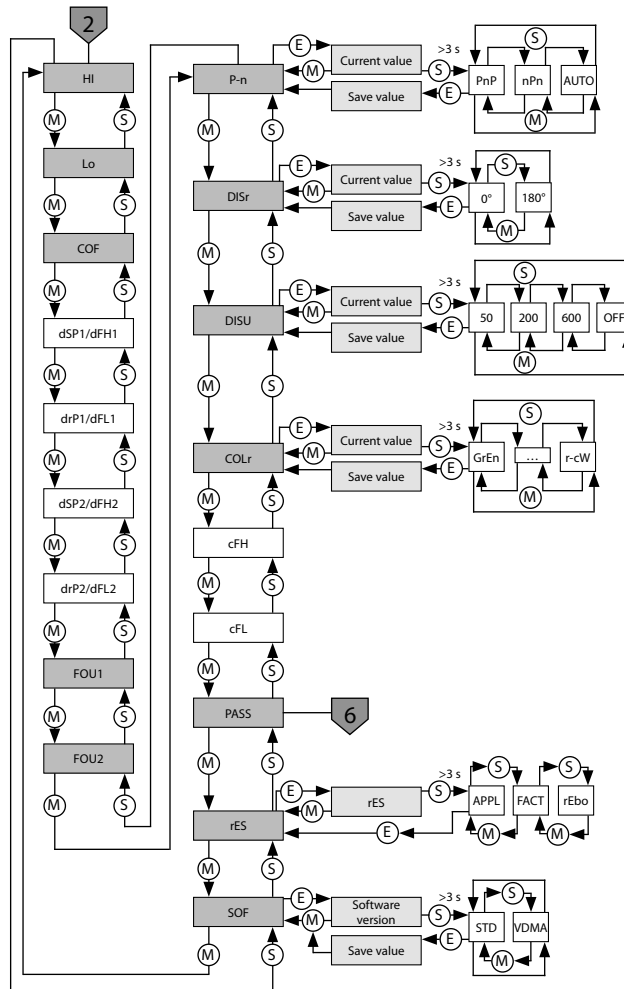 2
HI
M
S
Lo
M
S
COF
M
S
dSP1/dFH1
M
S
drP1/dFL1
M
S
dSP2/dFH2
M
S
drP2/dFL2
M
S
FOU1
M
S
FOU2
M
S
P-n
E
M
Current value
Save value
>3 s
S
E
S
PnP
nPn
AUTO
M
M
S
DISr
E
M
Current value
Save value
>3 s
S
E
S
0°
180°
M
M
S
DISU
E
M
Current value
Save value
>3 s
S
E
S
50
200
600
OFF
M
M
S
COLr
E
M
Current value
Save value
>3 s
S
E
S
GrEn
...
r-cW
M
M
S
cFH
M
S
cFL
M
S
PASS
6
M
S
rES
E
M
rES
E
>3 s
S
S
S
APPL
FACT
rEbo
M
M
M
S
SOF
E
M
Software
version
Save value
>3 s
S
E
S
STD
VDMA
M
M
S